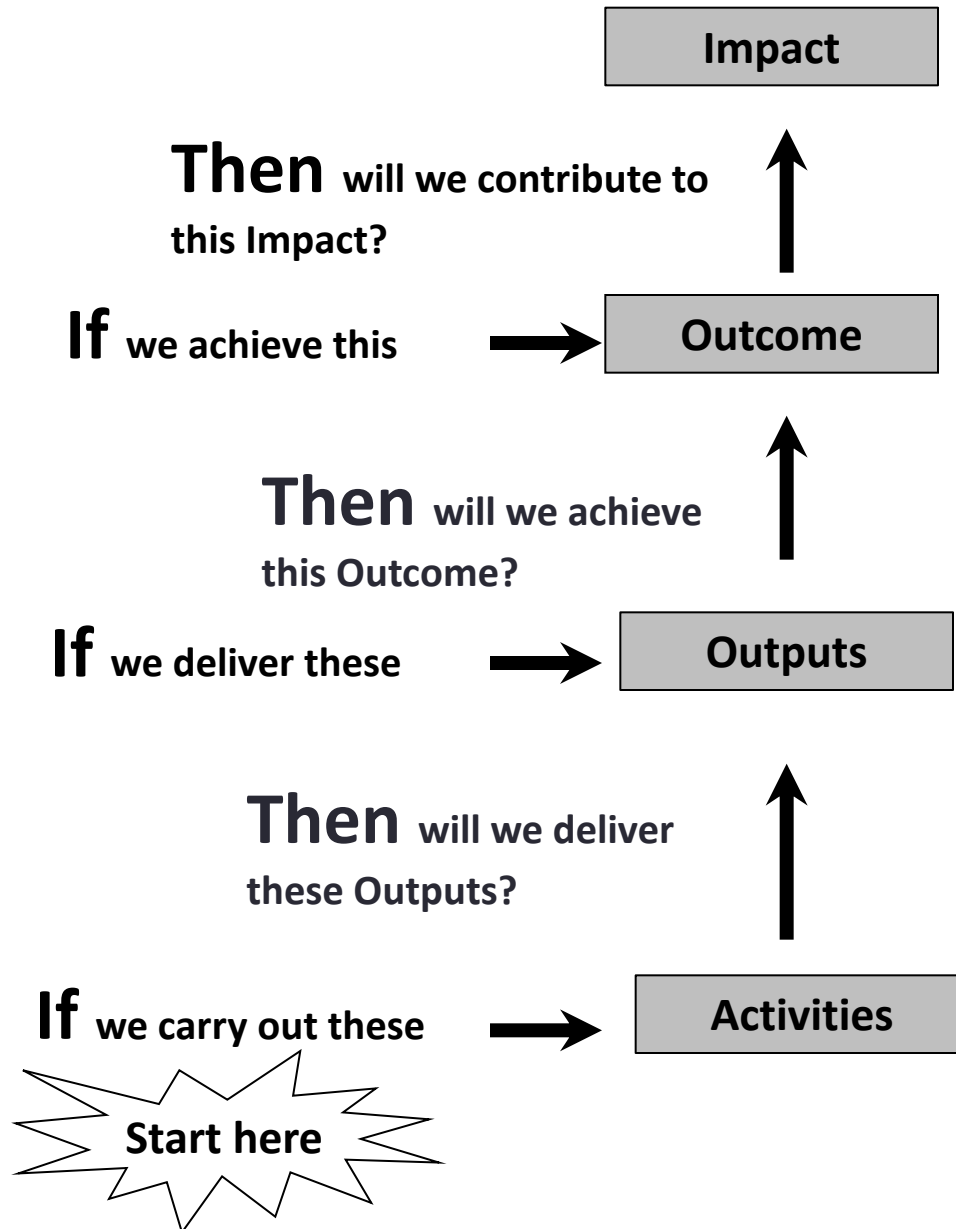 Impact
Then will we contribute to
this Impact?
If we achieve this
Outcome
Then will we achieve
this Outcome?
If we deliver these
Outputs
Then will we deliver
these Outputs?
If we carry out these
Activities
Start here